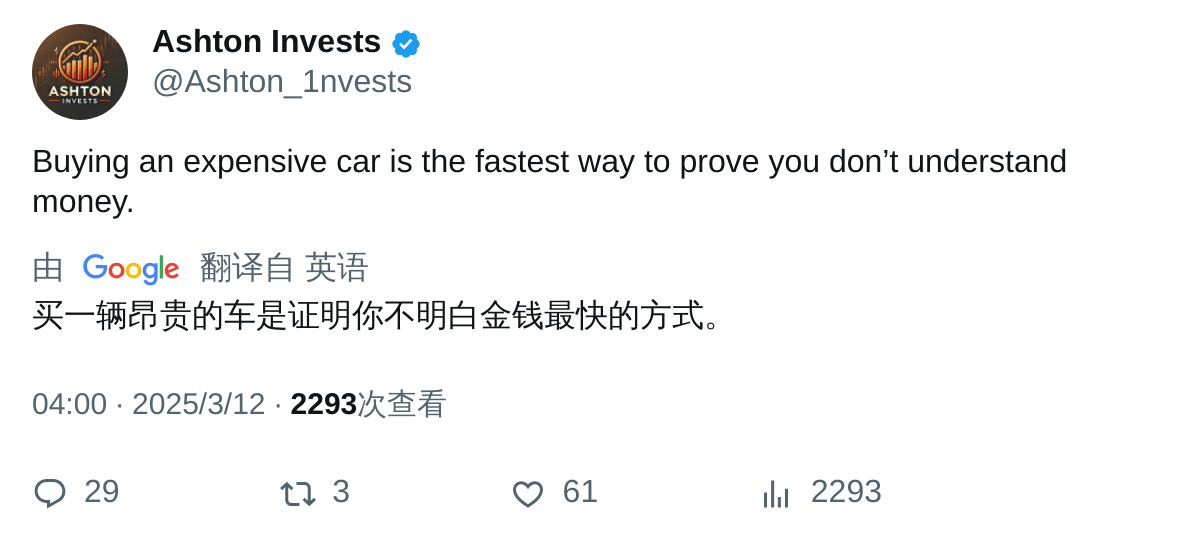 ASHTON
INVESTS
Ashton Invests
@Ashton_1nvests
Buying an expensive car is the fastest way to prove you don’t understand
money.
由 Google 翻译自 英语
买一辆昂贵的车是证明你不明白金钱最快的方式。
04:00 · 2025/3/12 · 2293次查看
29 3 61 2293